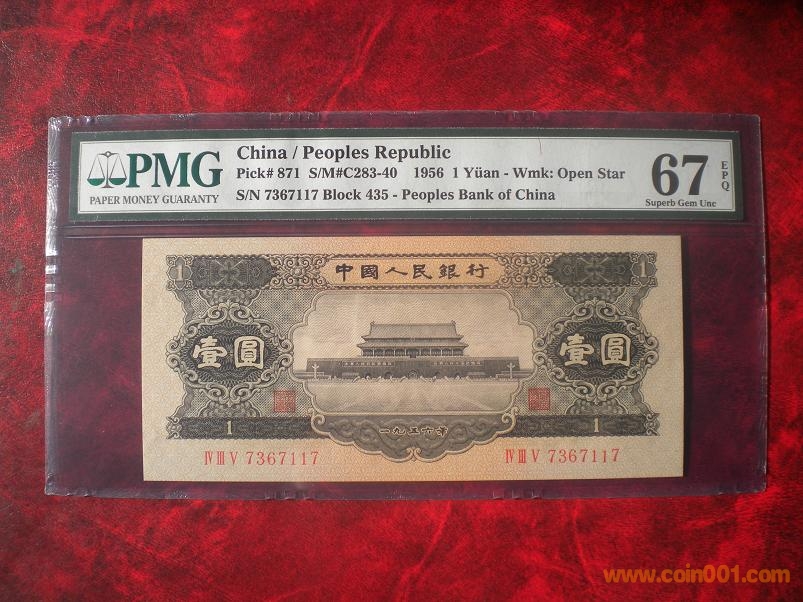 PMG
PAPER MONEY GUARANTY
China / Peoples Republic
Pick# 871 S/M#C283-40 1956 1 Yüan - Wmk: Open Star
S/N 7367117 Block 435 - Peoples Bank of China
67
EPQ
Superb Gem Unc
中國人民銀行
1
1
壹圓
壹圓
一九五六年
1
1
ⅣⅢⅤ 7367117
ⅣⅢⅤ 7367117
www.coin001.com